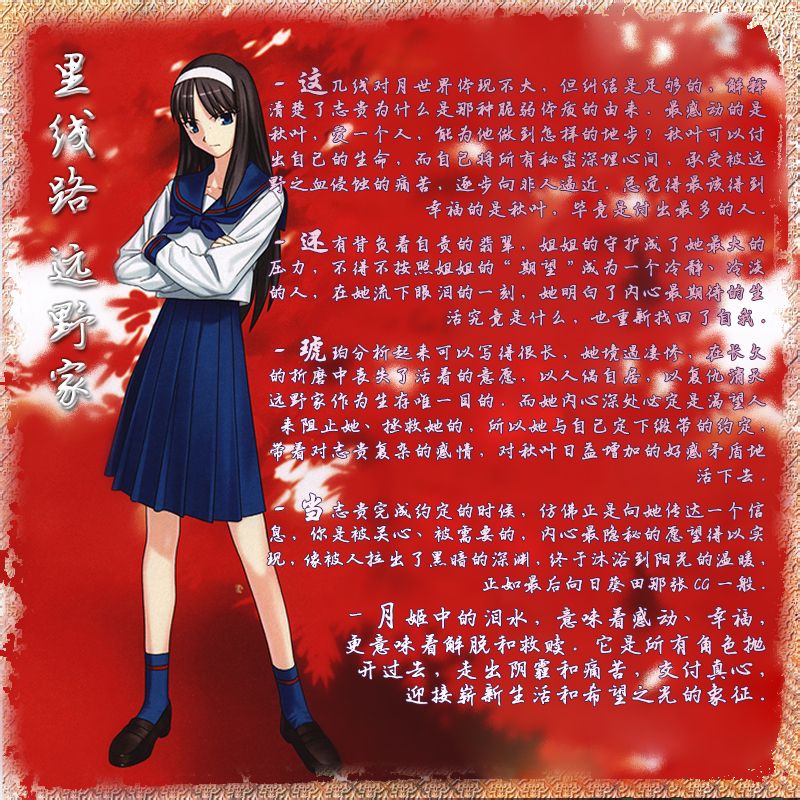 里线路 远野家
一 这几线对月世界体现不大，但纠结是足够的，解释
清楚了志贵为什么是那种脆弱体质的由来．最感动的是
秋叶，爱一个人，能为他做到怎样的地步？秋叶可以付
出自己的生命，而自己将所有秘密深埋心间，承受被远
野之血侵蚀的痛苦，逐步向非人逼近．总觉得最该得到
幸福的是秋叶，毕竟是付出最多的人．
一 还有背负着自责的翡翠，姐姐的守护成了她最大的
压力，不得不按照姐姐的“期望”成为一个冷静、冷淡
的人，在她流下眼泪的一刻，她明白了内心最期待的生
活究竟是什么，也重新找回了自我．
一 琥珀分析起来可以写得很长，她境遇凄惨，在长久
的折磨中丧失了活着的意愿，以人偶自居，以复仇消灭
远野家作为生存唯一目的．而她内心深处必定是渴望人
来阻止她、拯救她的，所以她与自己定下缎带的约定，
带着对志贵复杂的感情，对秋叶日益增加的好感矛盾地
活下去．
一 当志贵完成约定的时候，仿佛正是向她传达一个信
息，你是被关心、被需要的，内心最隐秘的愿望得以实
现，像被人拉出了黑暗的深渊，终于沐浴到阳光的温暖，
正如最后向日葵田那张CG一般．
一月姬中的泪水，意味着感动、幸福，
更意味着解脱和救赎．它是所有角色抛
开过去，走出阴霾和痛苦，交付真心，
迎接崭新生活和希望之光的象征．